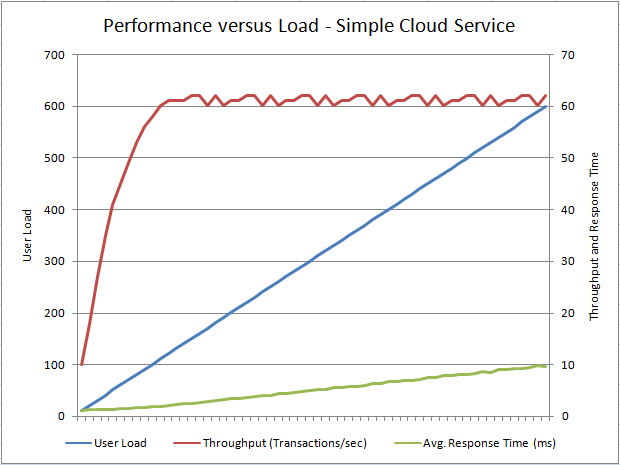 Performance versus Load - Simple Cloud Service
700
600
500
400
300
200
100
0
User Load
70
60
50
40
30
20
10
0
Throughput and Response Time
User Load
Throughput (Transactions/sec)
Avg. Response Time (ms)